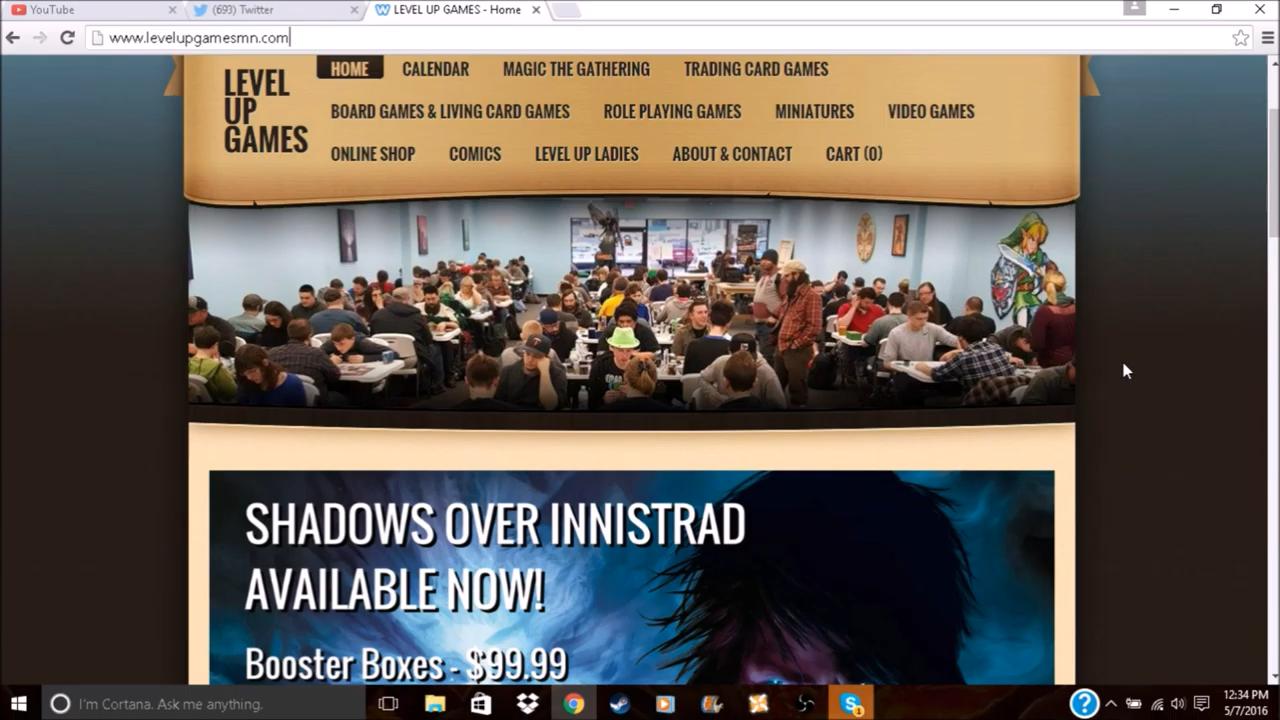 YouTube (693) Twitter LEVEL UP GAMES - Home
www.levelupgamesmn.com
LEVEL UP GAMES
HOME CALENDAR MAGIC THE GATHERING TRADING CARD GAMES
BOARD GAMES & LIVING CARD GAMES ROLE PLAYING GAMES MINIATURES VIDEO GAMES
ONLINE SHOP COMICS LEVEL UP LADIES ABOUT & CONTACT CART (0)
SHADOWS OVER INNISTRAD
AVAILABLE NOW!
Booster Boxes - $99.99
I'm Cortana. Ask me anything.
12:34 PM
5/7/2016